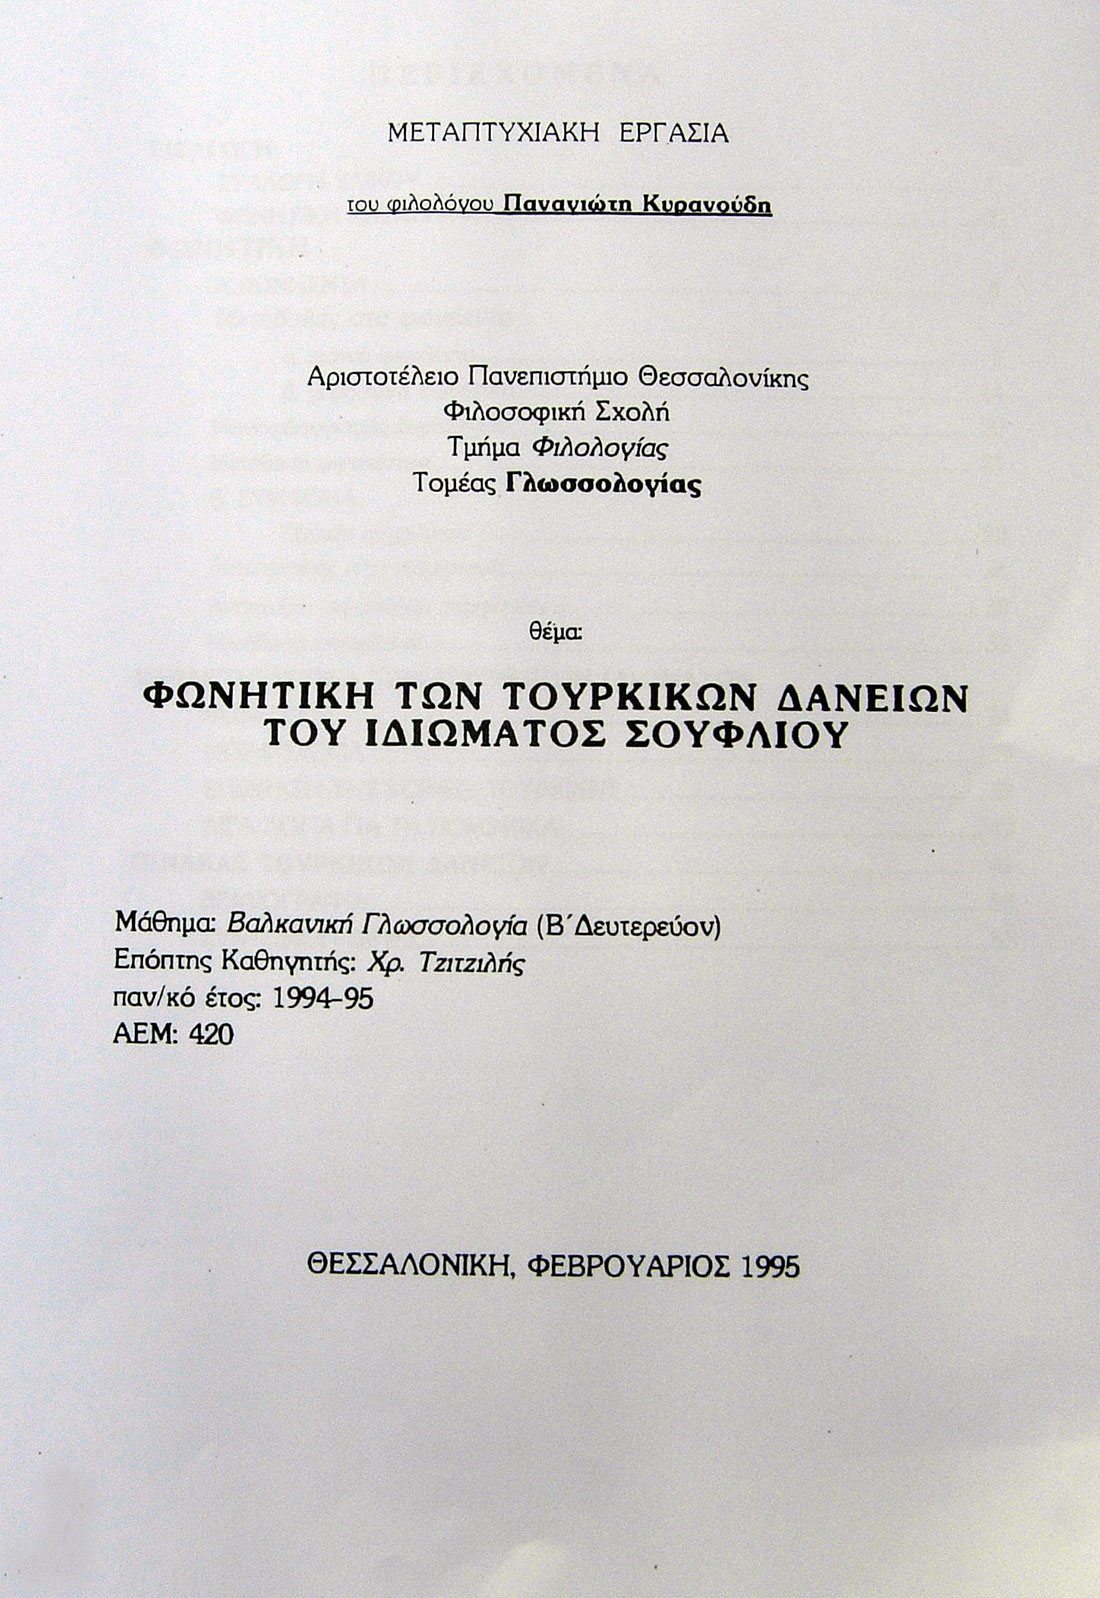 ΜΕΤΑΠΤΥΧΙΑΚΗ ΕΡΓΑΣΙΑ
του φιλολόγου Παναγιώτη Κυρανούδη
Αριστοτέλειο Πανεπιστήμιο Θεσσαλονίκης
Φιλοσοφική Σχολή
Τμήμα Φιλολογίας
Τομέας Γλωσσολογίας
θέμα:
ΦΩΝΗΤΙΚΗ ΤΩΝ ΤΟΥΡΚΙΚΩΝ ΔΑΝΕΙΩΝ
ΤΟΥ ΙΔΙΩΜΑΤΟΣ ΣΟΥΦΛΙΟΥ
Μάθημα: Βαλκανική Γλωσσολογία (Β΄Δευτερεύον)
Επόπτης Καθηγητής: Χρ. Τζιτζιλής
παν/κό έτος: 1994-95
ΑΕΜ: 420
ΘΕΣΣΑΛΟΝΙΚΗ, ΦΕΒΡΟΥΑΡΙΟΣ 1995